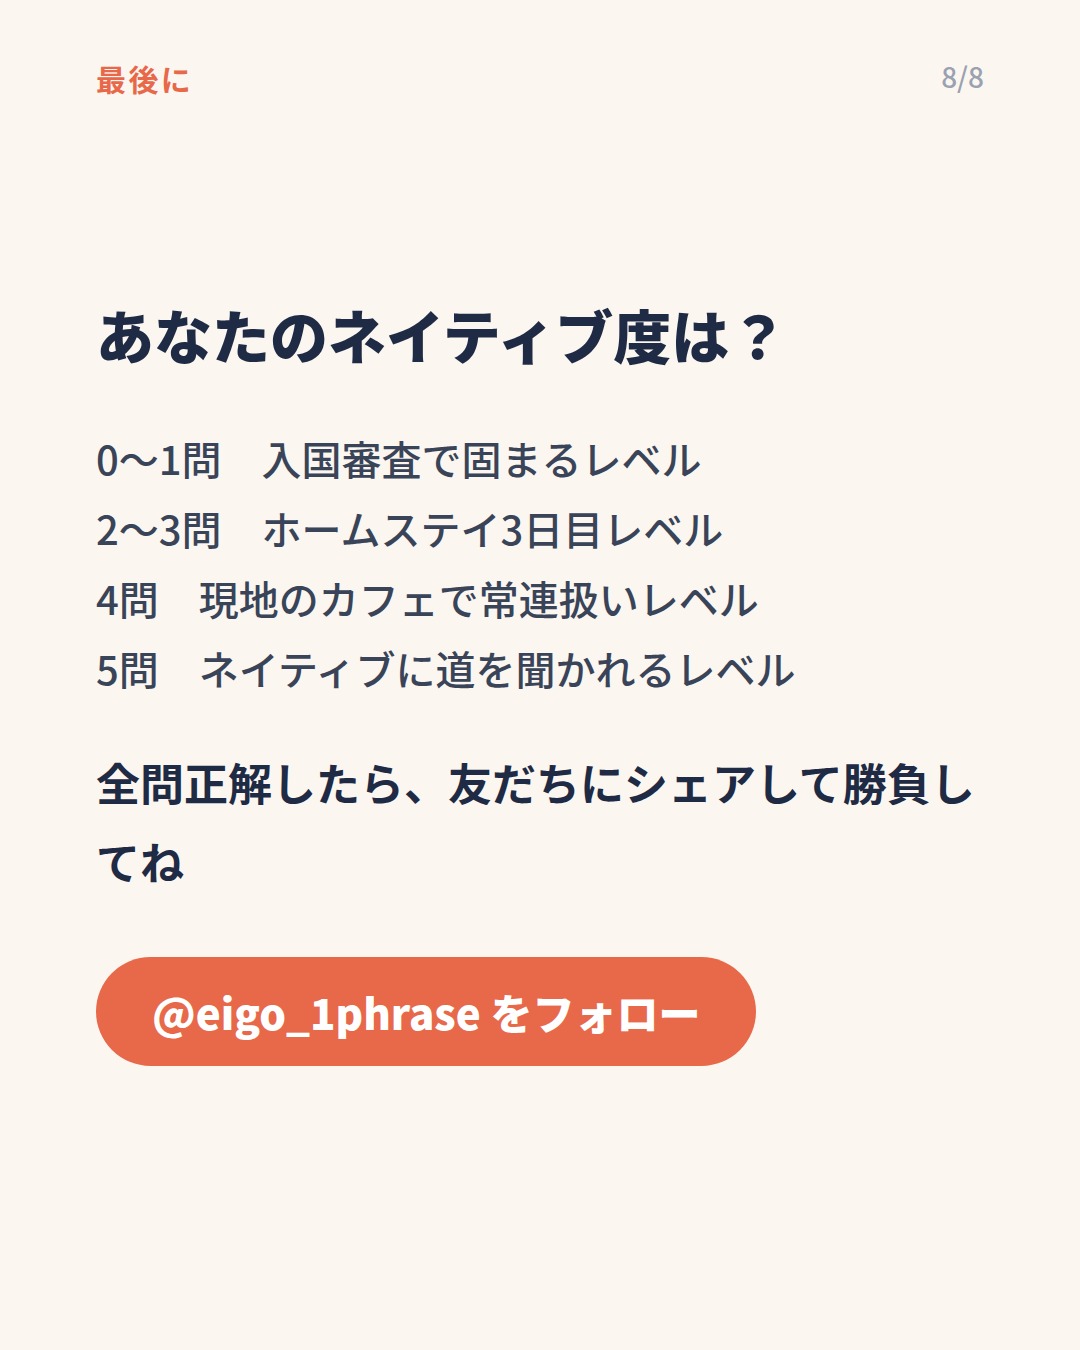 最後に
8/8
あなたのネイティブ度は？
0〜1問　入国審査で固まるレベル
2〜3問　ホームステイ3日目レベル
4問　現地のカフェで常連扱いレベル
5問　ネイティブに道を聞かれるレベル
全問正解したら、友だちにシェアして勝負し
てね
@eigo_1phrase をフォロー